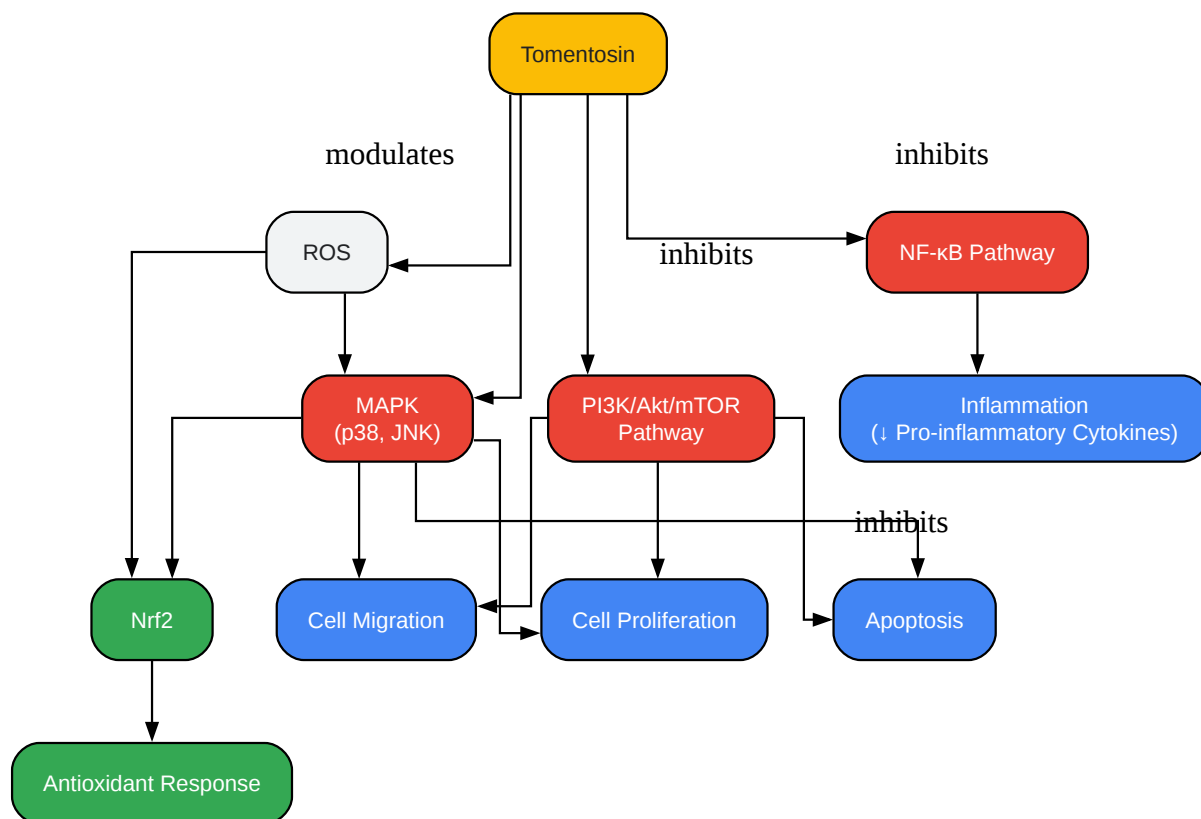 Tomentosin
modulates
inhibits
ROS
inhibits
NF-κB Pathway
MAPK
(p38, JNK)
PI3K/Akt/mTOR
Pathway
Inflammation
(↓ Pro-inflammatory Cytokines)
inhibits
Nrf2
Cell Migration
Cell Proliferation
Apoptosis
Antioxidant Response